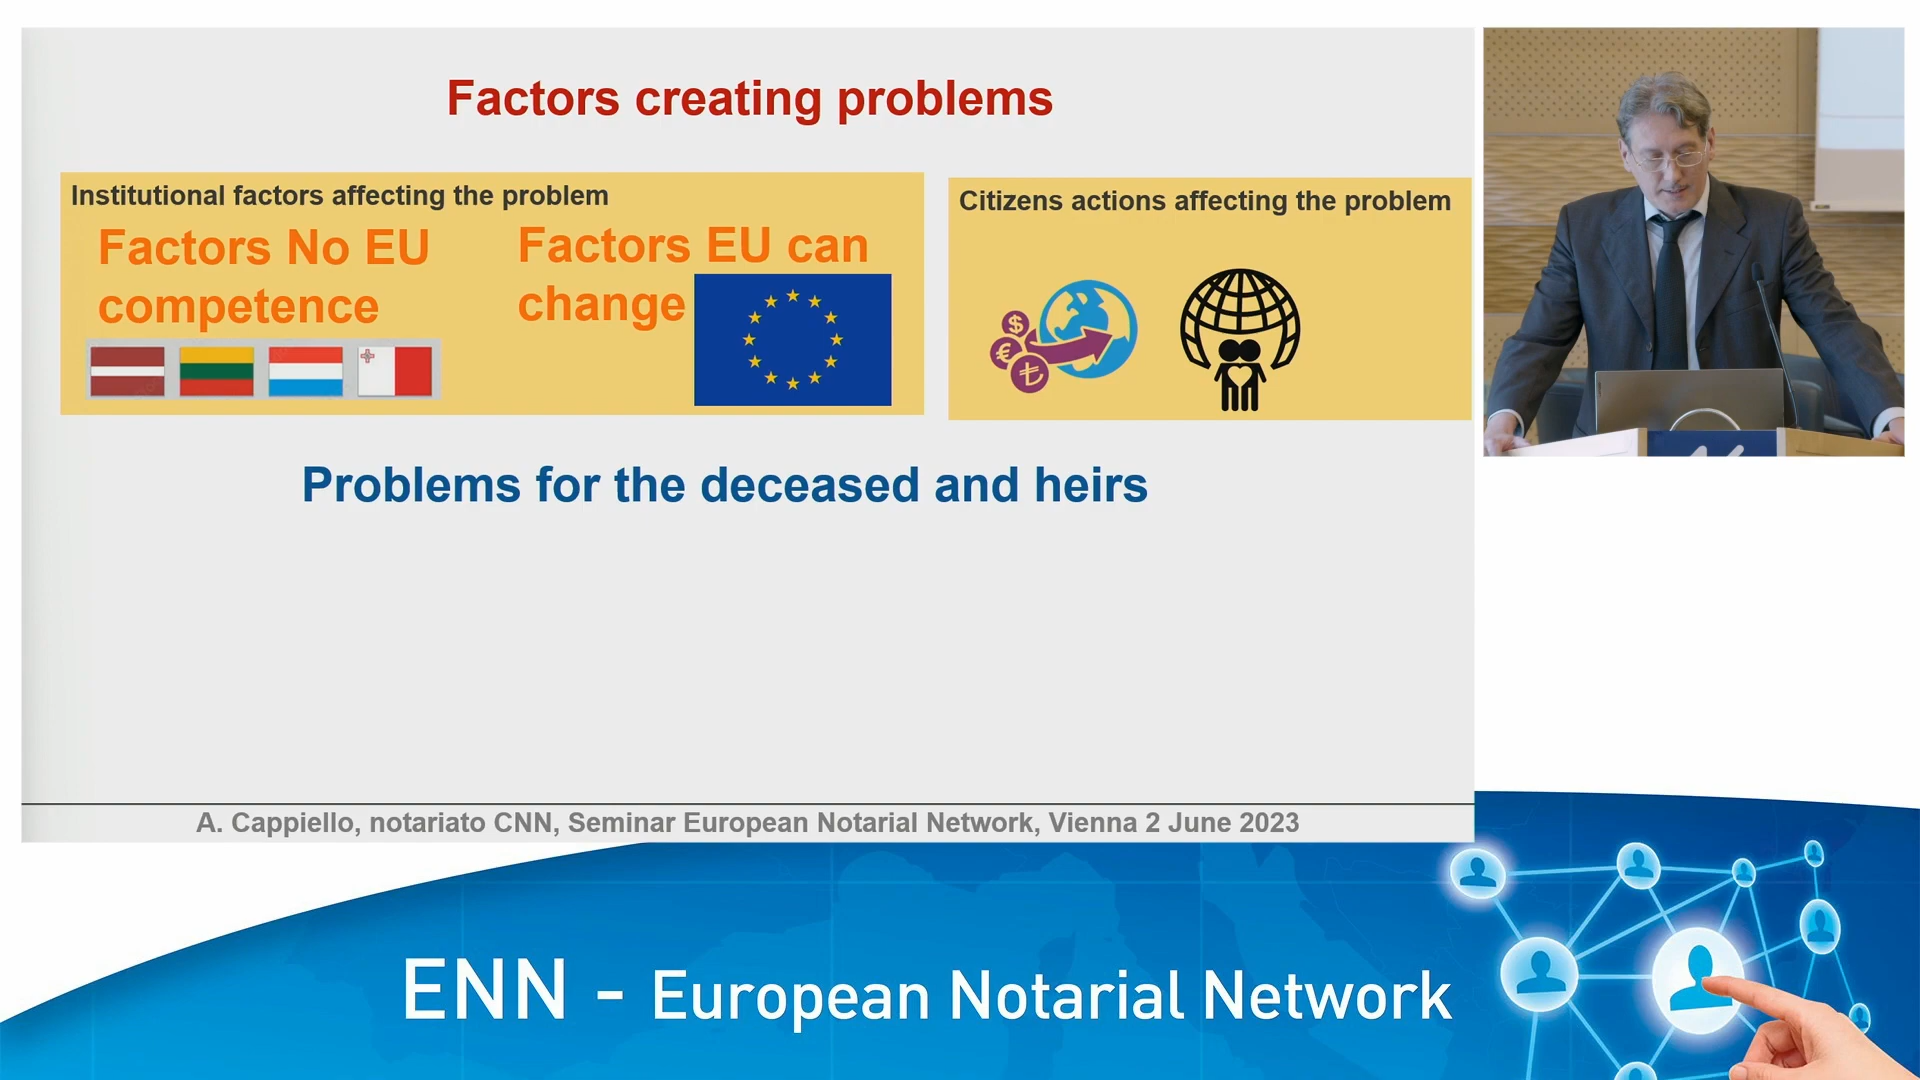 Factors creating problems
Institutional factors affecting the problem
Factors No EU
competence
Factors EU can
change
Citizens actions affecting the problem
$
€
₺
Problems for the deceased and heirs
A. Cappiello, notariato CNN, Seminar European Notarial Network, Vienna 2 June 2023
ENN - European Notarial Network